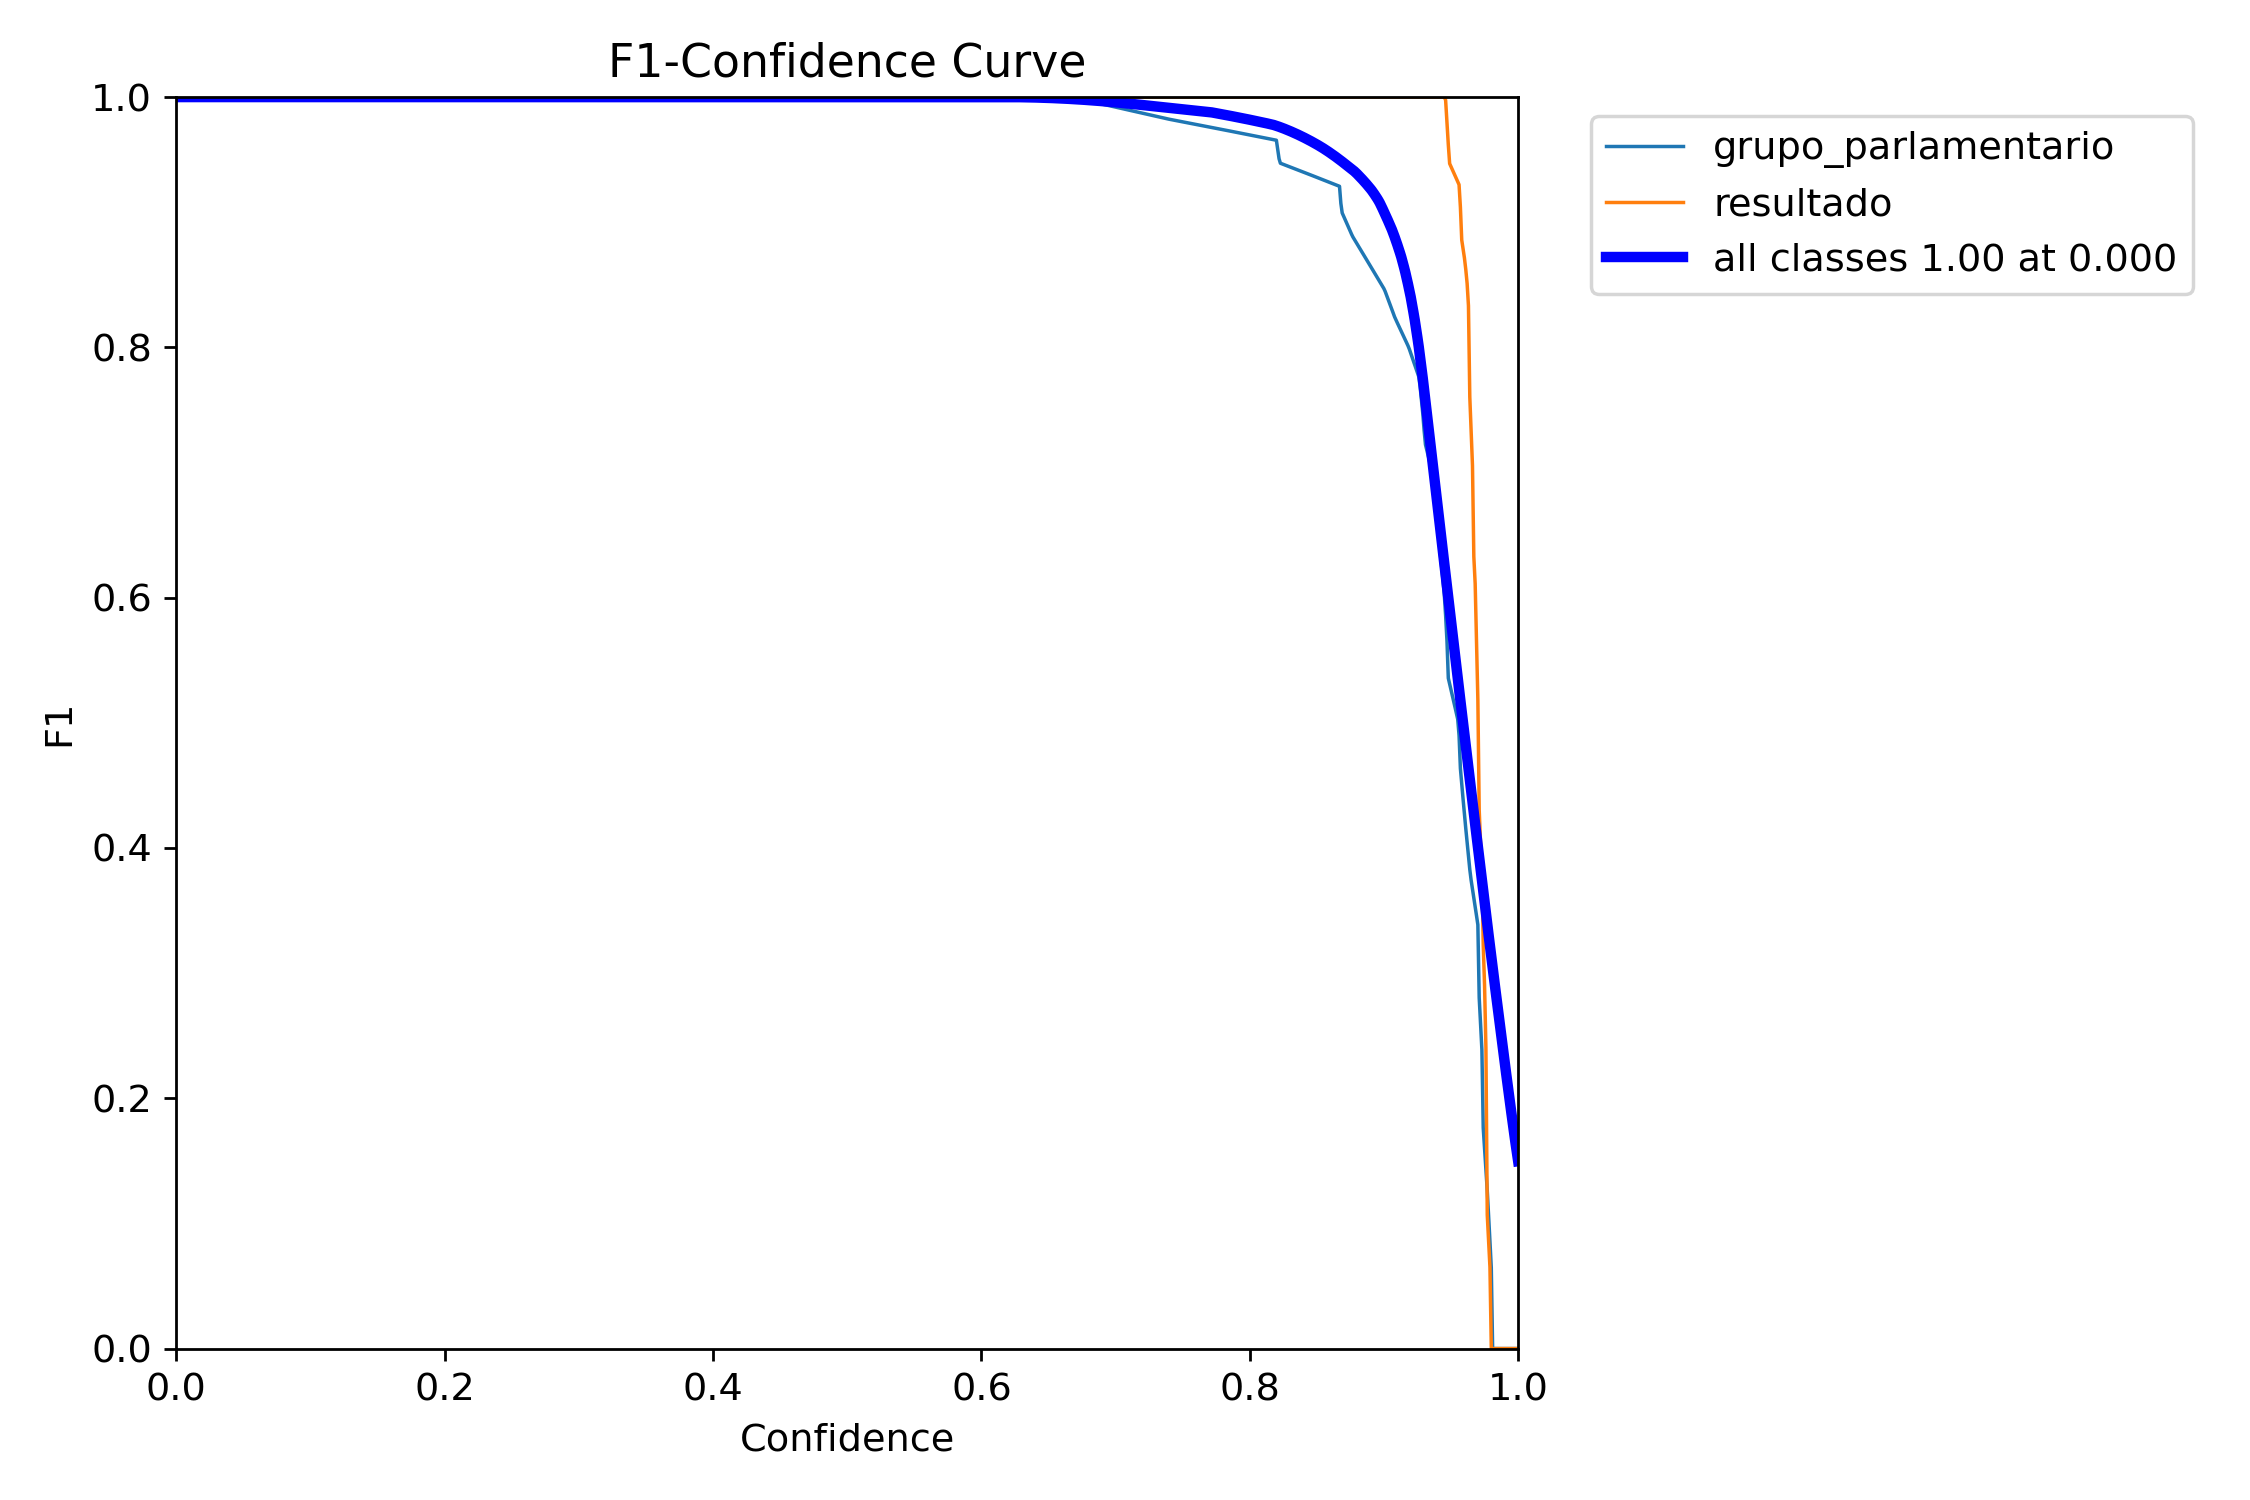 F1-Confidence Curve
1.0
0.8
0.6
0.4
0.2
0.0
F1
0.0 0.2 0.4 0.6 0.8 1.0
Confidence
grupo_parlamentario
resultado
all classes 1.00 at 0.000